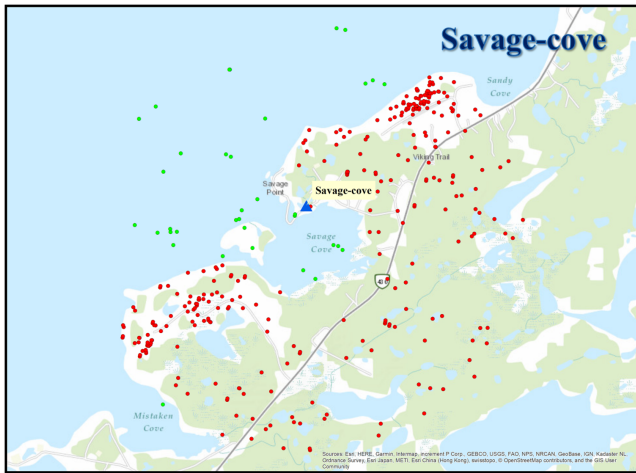 Savage-cove
Sandy
Cove
Viking Trail
Savage
Point
Savage-cove
Savage
Cove
430
Mistaken
Cove
Sources: Esri, HERE, Garmin, Intermap, increment P Corp., GEBCO, USGS, FAO, NPS, NRCAN, GeoBase, IGN, Kadaster NL,
Ordnance Survey, Esri Japan, METI, Esri China (Hong Kong), swisstopo, © OpenStreetMap contributors, and the GIS User
Community